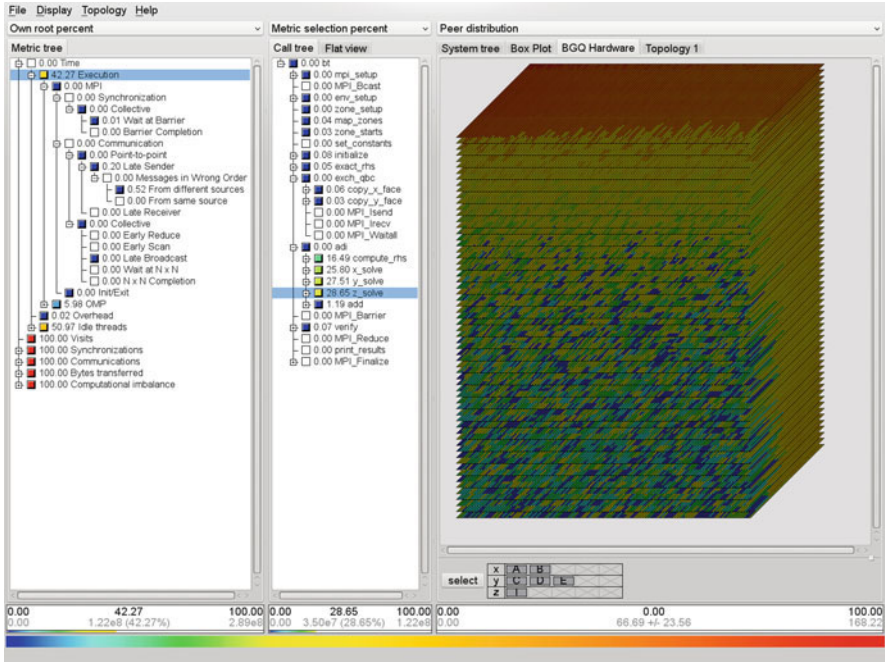 File Display Topology Help
Own root percent
Metric tree
0.00 Time
42.27 Execution
0.00 MPI
0.00 Synchronization
0.00 Collective
0.01 Wait at Barrier
0.00 Barrier Completion
0.00 Communication
0.00 Point-to-point
0.20 Late Sender
0.00 Messages in Wrong Order
0.52 From different sources
0.00 From same source
0.00 Late Receiver
0.00 Collective
0.00 Early Reduce
0.00 Early Scan
0.00 Late Broadcast
0.00 Wait at N x N
0.00 N x N Completion
0.00 Init/Exit
5.98 OMP
0.02 Overhead
50.97 Idle threads
100.00 Visits
100.00 Synchronizations
100.00 Communications
100.00 Bytes transferred
100.00 Computational imbalance
0.00 42.27 100.00
0.00 1.22e8 (42.27%) 2.89e8
Metric selection percent
Call tree Flat view
0.00 bt
0.00 mpi_setup
0.00 MPI_Bcast
0.00 env_setup
0.00 zone_setup
0.04 map_zones
0.03 zone_starts
0.00 set_constants
0.08 initialize
0.05 exact_rhs
0.00 exch_qbc
0.06 copy_x_face
0.03 copy_y_face
0.00 MPI_Isend
0.00 MPI_Irecv
0.00 MPI_Waitall
0.00 adi
16.49 compute_rhs
25.80 x_solve
27.51 y_solve
28.65 z_solve
1.19 add
0.00 MPI_Barrier
0.07 verify
0.00 MPI_Reduce
0.00 print_results
0.00 MPI_Finalize
0.00 28.65 100.00
0.00 3.50e7 (28.65%) 1.22e8
Peer distribution
System tree Box Plot BGQ Hardware Topology 1
select
x A B
y C D E
z T
0.00 0.00 100.00
0.00 66.69 +/- 23.56 168.22